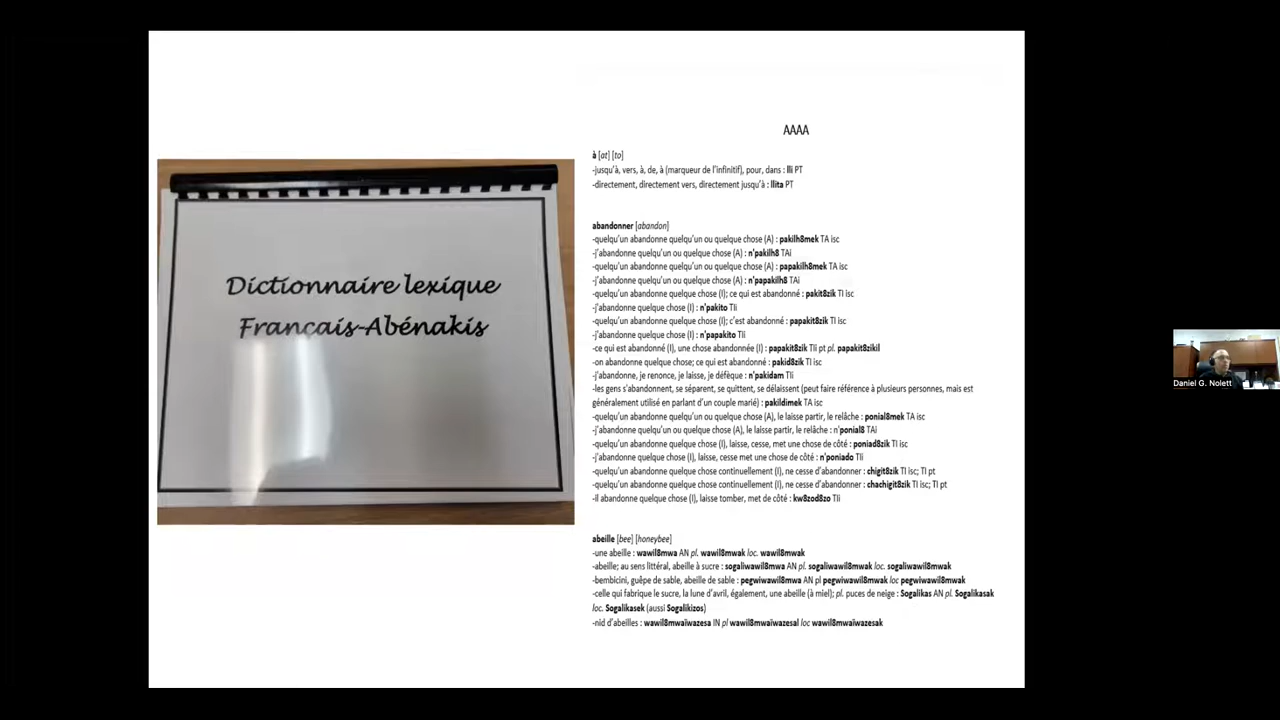 Dictionnaire lexique
Français-Abénakis
AAAA
à [at] [to]
-jusqu'à, vers, à, de, à (marqueur de l'infinitif), pour, dans : lli PT
-directement, directement vers, directement jusqu'à : llita PT
abandonner [abandon]
-quelqu'un abandonne quelqu'un ou quelque chose (A) : pakilh8mek TA isc
-j'abandonne quelqu'un ou quelque chose (A) : n'pakilh8 TAi
-quelqu'un abandonne quelqu'un ou quelque chose (A) : papakilh8mek TA isc
-j'abandonne quelqu'un ou quelque chose (A) : n'papakilh8 TAi
-quelqu'un abandonne quelque chose (I); ce qui est abandonné : pakit8zik TI isc
-j'abandonne quelque chose (I) : n'pakito TIi
-quelqu'un abandonne quelque chose (I); c'est abandonné : papakit8zik TI isc
-j'abandonne quelque chose (I) : n'papakito TIi
-ce qui est abandonné (I), une chose abandonnée (I) : papakit8zik TIi pt pl. papakit8zikil
-on abandonne quelque chose; ce qui est abandonné : pakid8zik TI isc
-j'abandonne, je renonce, je laisse, je défèque : n'pakidam TIi
-les gens s'abandonnent, se séparent, se quittent, se délaissent (peut faire référence à plusieurs personnes, mais est
généralement utilisé en parlant d'un couple marié) : pakildimek TA isc
-quelqu'un abandonne quelqu'un ou quelque chose (A), le laisse partir, le relâche : ponial8mek TA isc
-j'abandonne quelqu'un ou quelque chose (A), le laisse partir, le relâche : n'ponial8 TAi
-quelqu'un abandonne quelque chose (I), laisse, cesse, met une chose de côté : poniad8zik TI isc
-j'abandonne quelque chose (I), laisse, cesse met une chose de côté : n'poniado TIi
-quelqu'un abandonne quelque chose continuellement (I), ne cesse d'abandonner : chigit8zik TI isc; TI pt
-quelqu'un abandonne quelque chose continuellement (I), ne cesse d'abandonner : chachigit8zik TI isc; TI pt
-il abandonne quelque chose (I), laisse tomber, met de côté : kw8zod8zo TIi
abeille [bee] [honeybee]
-une abeille : wawil8mwa AN pl. wawil8mwak loc. wawil8mwak
-abeille; au sens littéral, abeille à sucre : sogaliwawil8mwa AN pl. sogaliwawil8mwak loc. sogaliwawil8mwak
-bembicini, guêpe de sable, abeille de sable : pegwiwawil8mwa AN pl pegwiwawil8mwak loc pegwiwawil8mwak
-celle qui fabrique le sucre, la lune d'avril, également, une abeille (à miel); pl. puces de neige : Sogalikas AN pl. Sogalikasak
loc. Sogalikasek (aussi Sogalikizos)
-nid d'abeilles : wawil8mwaïwazesa IN pl wawil8mwaïwazesal loc wawil8mwaïwazesak
Daniel G. Nolett